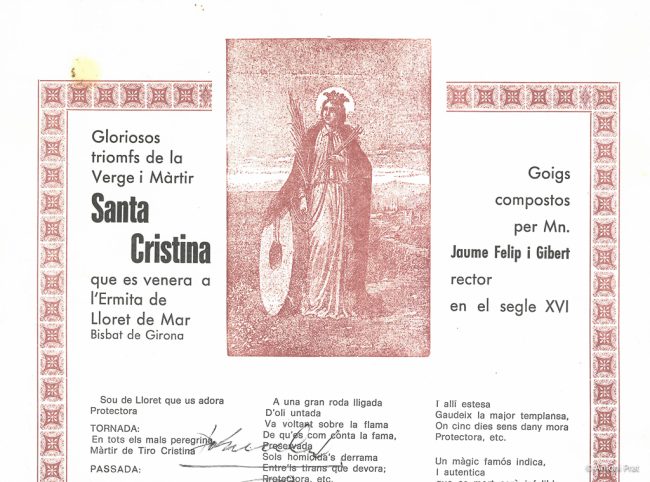 Gloriosos
triomfs de la
Verge i Màrtir
Santa
Cristina
que es venera a
l'Ermita de
Lloret de Mar
Bisbat de Girona
Goigs
compostos
per Mn.
Jaume Felip i Gibert
rector
en el segle XVI
Sou de Lloret que us adora
Protectora
TORNADA:
En tots els mals peregrina
Màrtir de Tiro Cristina
PASSADA:
A una gran roda lligada
D'oli untada
Va voltant sobre la flama
De qu'es com conta la fama,
Preservada
Sols homicida's derrama
Entre'ls tirans que devora;
Protectora, etc.
I allí estesa
Gaudeix la major templansa,
On cinc dies sens dany mora
Protectora, etc.
Un màgic famós indica,
I autentica